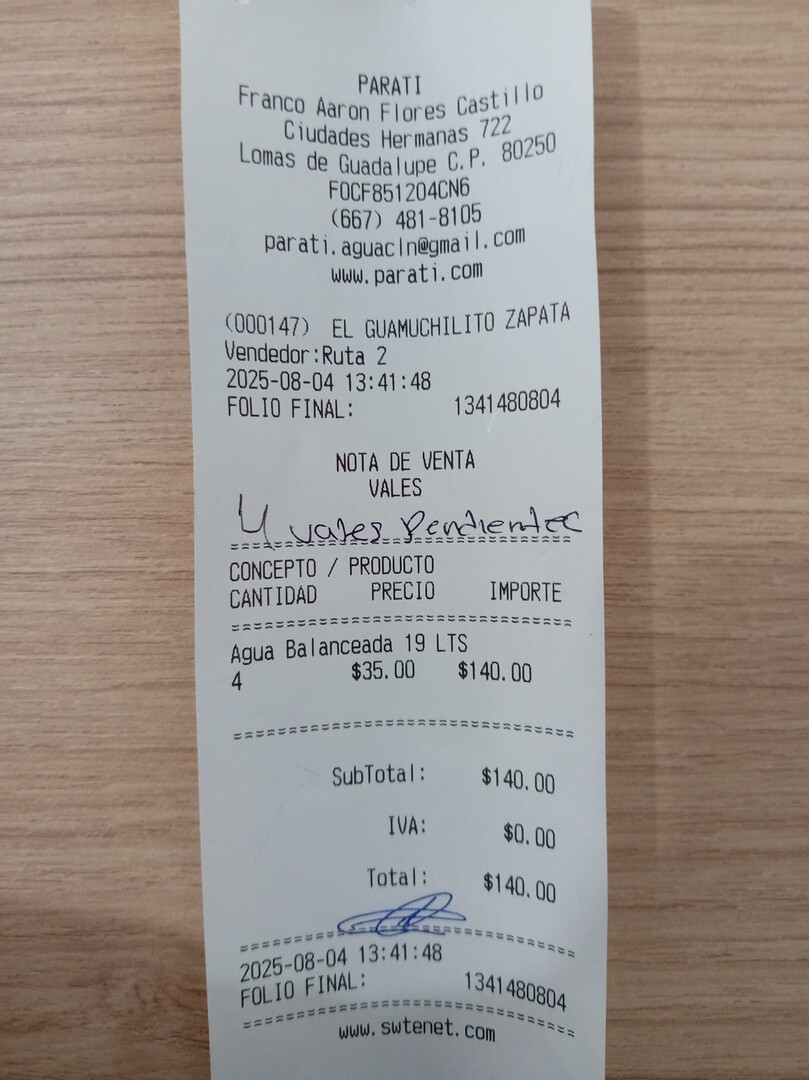 PARATI
Franco Aaron Flores Castillo
Ciudades Hermanas 722
Lomas de Guadalupe C.P. 80250
FOCF851204CN6
(667) 481-8105
parati.aguacln@gmail.com
www.parati.com
(000147) EL GUAMUCHILITO ZAPATA
Vendedor:Ruta 2
2025-08-04 13:41:48
FOLIO FINAL: 1341480804
NOTA DE VENTA
VALES
4 vales Pendientes
==================================
CONCEPTO / PRODUCTO
CANTIDAD PRECIO IMPORTE
==================================
Agua Balanceada 19 LTS
4 $35.00 $140.00
==================================
SubTotal: $140.00
IVA: $0.00
Total: $140.00
==================================
2025-08-04 13:41:48
FOLIO FINAL: 1341480804
==================================
www.swtenet.com